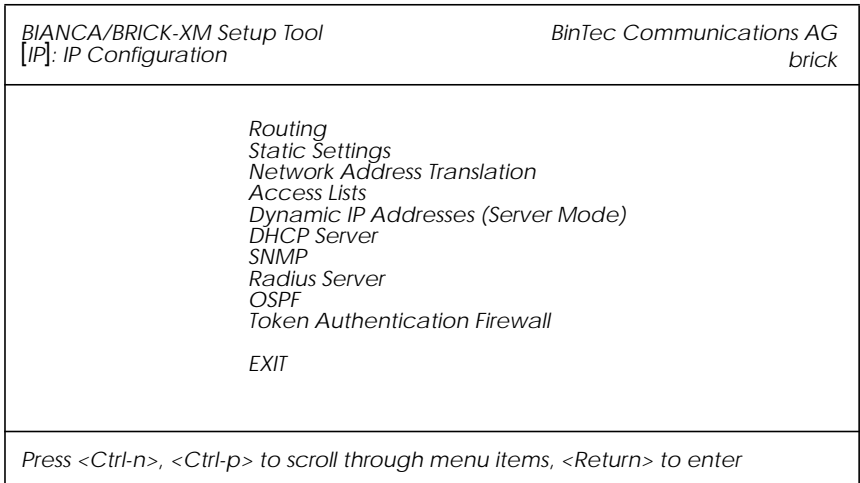 BIANCA/BRICK-XM Setup Tool BinTec Communications AG
[IP]: IP Configuration brick
Routing
Static Settings
Network Address Translation
Access Lists
Dynamic IP Addresses (Server Mode)
DHCP Server
SNMP
Radius Server
OSPF
Token Authentication Firewall
EXIT
Press <Ctrl-n>, <Ctrl-p> to scroll through menu items, <Return> to enter